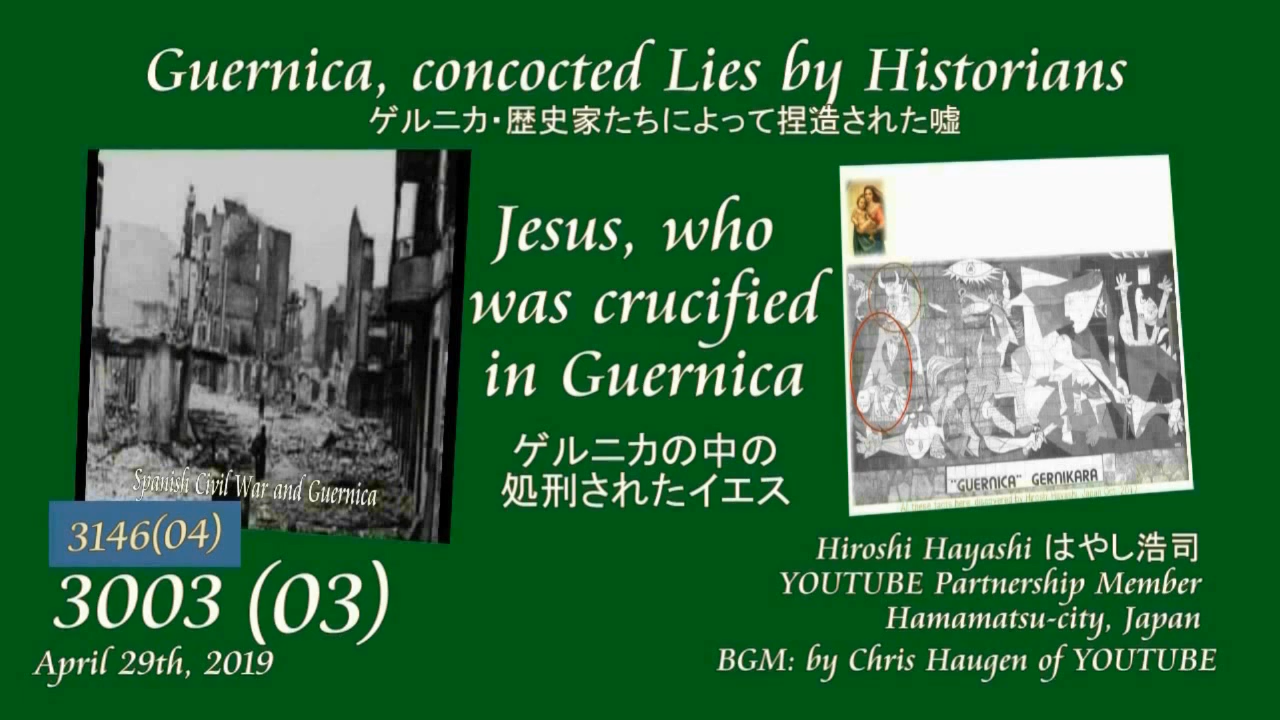 Guernica, concocted Lies by Historians
ゲルニカ・歴史家たちによって捏造された嘘
Jesus, who
was crucified
in Guernica
ゲルニカの中の
処刑されたイエス
Spanish Civil War and Guernica
"GUERNICA" GERNIKARA
3146(04)
3003 (03)
April 29th, 2019
Hiroshi Hayashi はやし浩司
YOUTUBE Partnership Member
Hamamatsu-city, Japan
BGM: by Chris Haugen of YOUTUBE